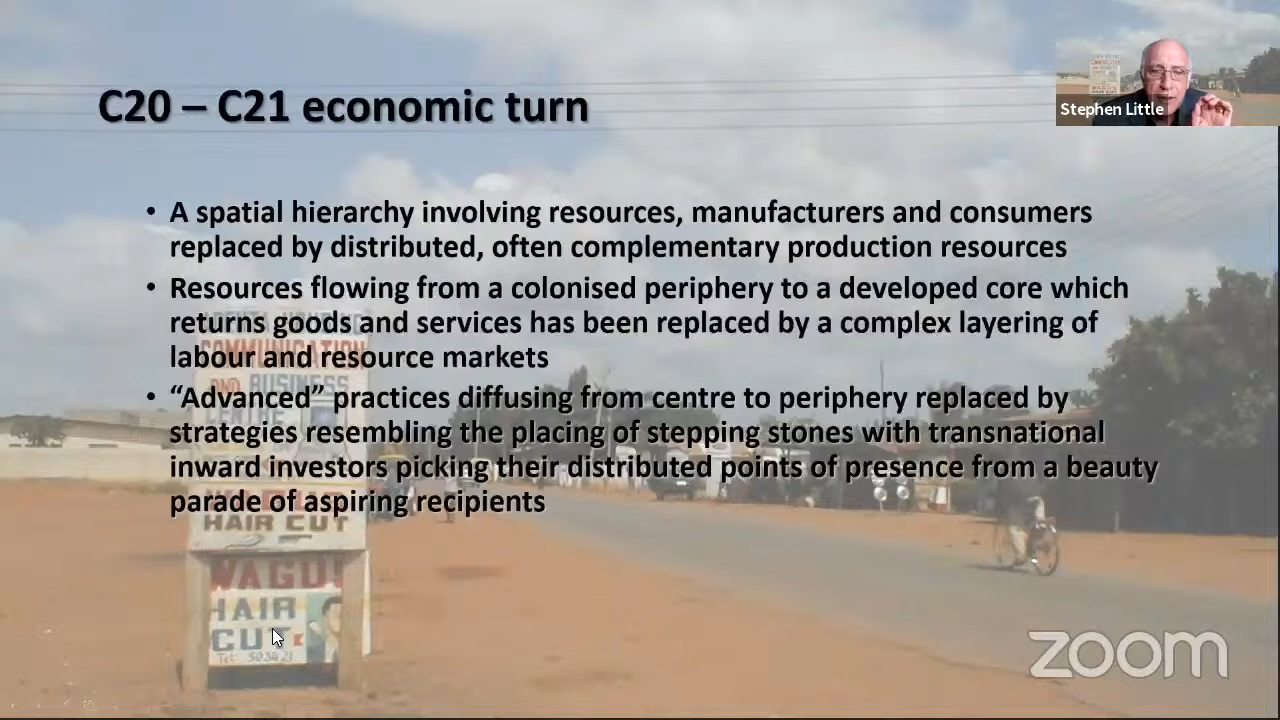 C20 – C21 economic turn
Stephen Little
• A spatial hierarchy involving resources, manufacturers and consumers
replaced by distributed, often complementary production resources
• Resources flowing from a colonised periphery to a developed core which
returns goods and services has been replaced by a complex layering of
labour and resource markets
• “Advanced” practices diffusing from centre to periphery replaced by
strategies resembling the placing of stepping stones with transnational
inward investors picking their distributed points of presence from a beauty
parade of aspiring recipients
COMMUNICATION
AND BUSINESS
HAIR CUT
HAIR
CUT
zoom